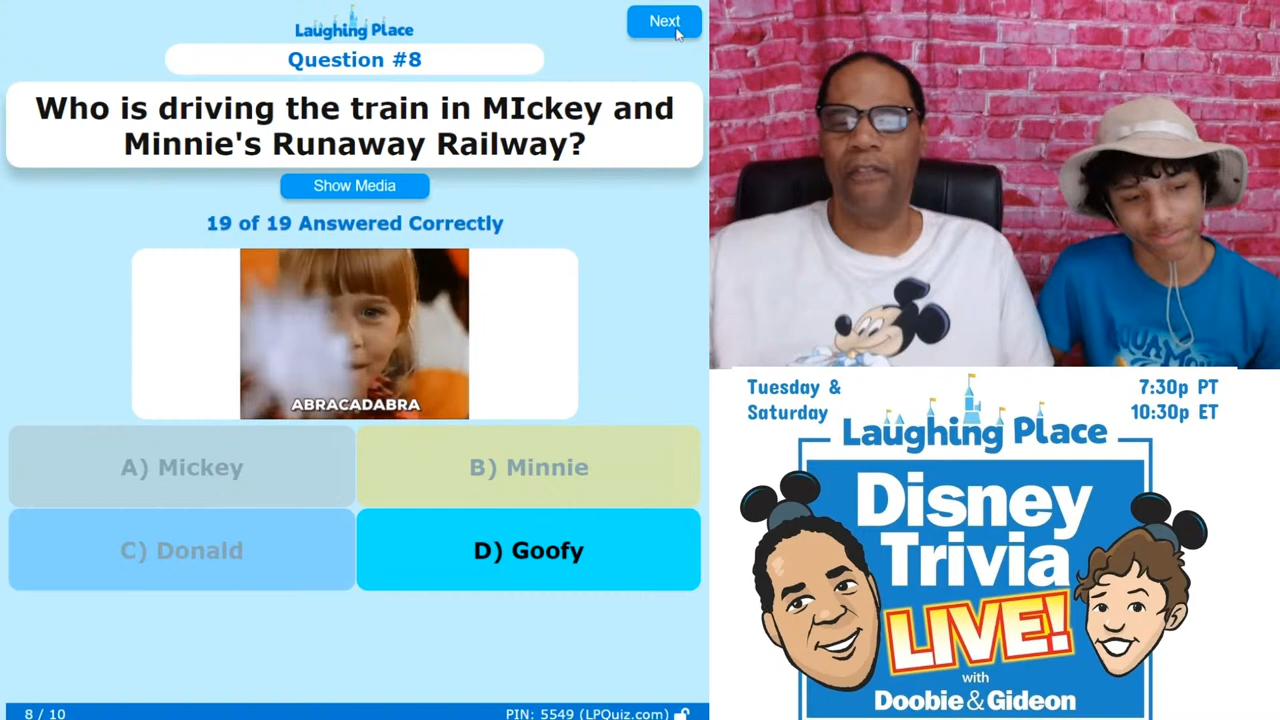 Laughing Place
Next
Question #8
Who is driving the train in MIckey and
Minnie's Runaway Railway?
Show Media
19 of 19 Answered Correctly
ABRACADABRA
A) Mickey
B) Minnie
C) Donald
D) Goofy
8 / 10
PIN: 5549 (LPQuiz.com)
Tuesday &
Saturday
7:30p PT
10:30p ET
Laughing Place
Disney
Trivia
LIVE!
with
Doobie & Gideon